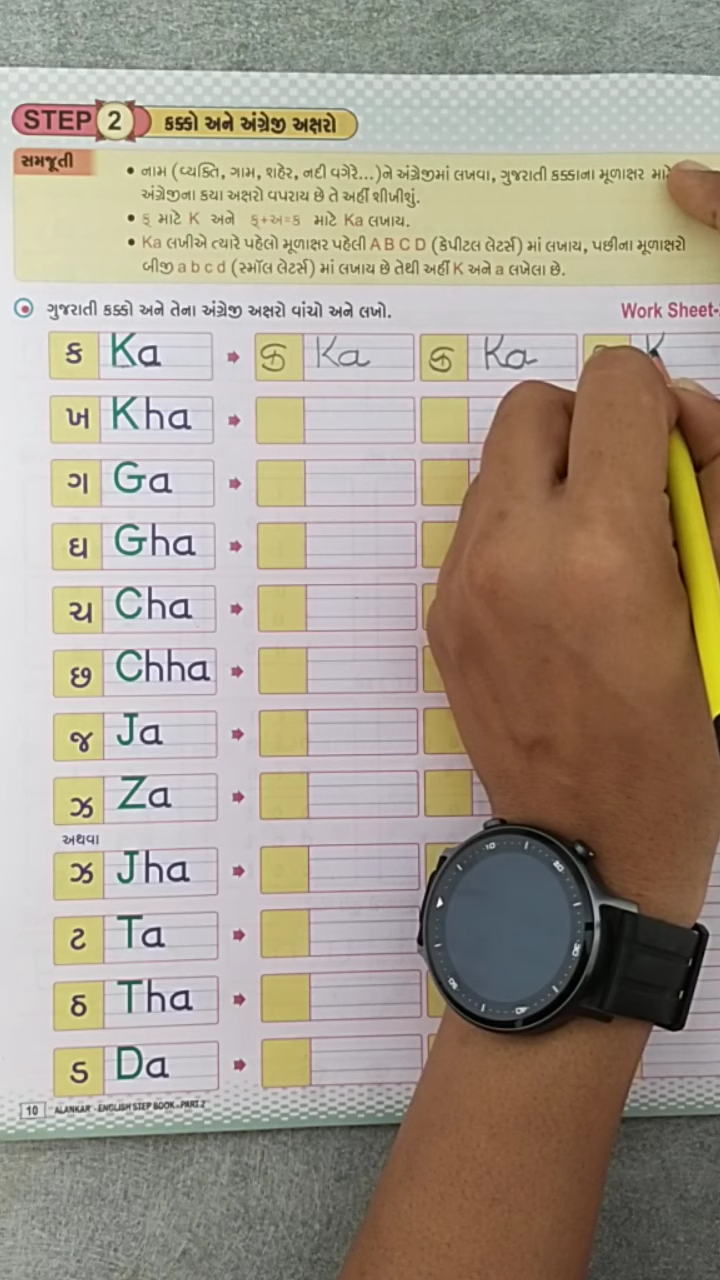 STEP 2 કક્કો અને અંગ્રેજી અક્ષરો
સમજૂતી
• નામ (વ્યક્તિ, ગામ, શહેર, નદી વગેરે...)ને અંગ્રેજીમાં લખવા, ગુજરાતી કક્કાના મૂળાક્ષર
અંગ્રેજીના કયા અક્ષરો વપરાય છે તે અહીં શીખીશું.
• ક્ માટે K અને ક્+અ=ક માટે Ka લખાય.
• Ka લખીએ ત્યારે પહેલો મૂળાક્ષર પહેલી A B C D (કેપીટલ લેટર્સ) માં લખાય, પછીના મૂળાક્ષરો
બીજી a b c d (સ્મૉલ લેટર્સ) માં લખાય છે તેથી અહીં K અને a લખેલા છે.
ગુજરાતી કક્કો અને તેના અંગ્રેજી અક્ષરો વાંચો અને લખો. Work Sheet-
ક Ka ક Ka ક Ka K
ખ Kha
ગ Ga
ઘ Gha
ચ Cha
છ Chha
જ Ja
ઝ Za
અથવા
ઝ Jha
ટ Ta
ઠ Tha
ડ Da
10 ALANKAR - ENGLISH STEP BOOK - PART 2